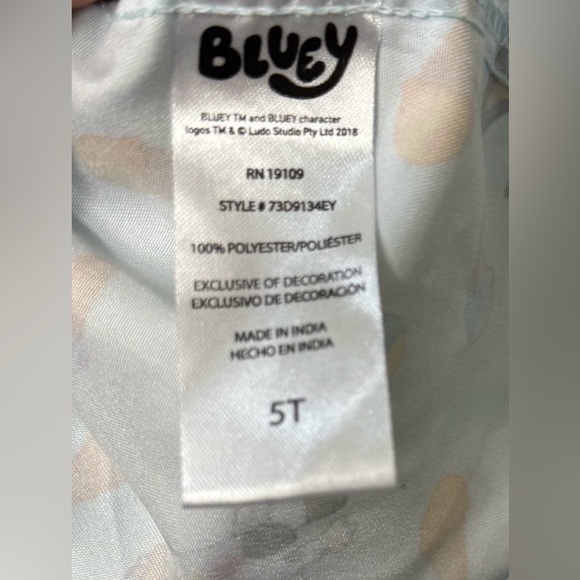 BLUEY
BLUEY TM and BLUEY character
logos TM & © Ludo Studio Pty Ltd 2018
RN 19109
STYLE # 73D9134EY
100% POLYESTER/POLIÉSTER
EXCLUSIVE OF DECORATION
EXCLUSIVO DE DECORACIÓN
MADE IN INDIA
HECHO EN INDIA
5T